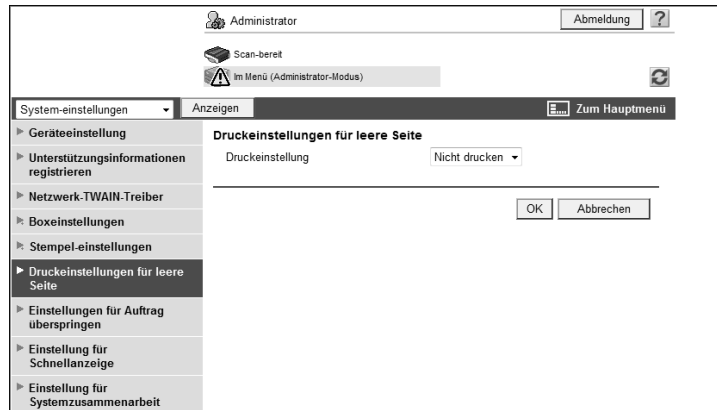 Administrator
Abmeldung ?
Scan-bereit
Im Menü (Administrator-Modus)
System-einstellungen Anzeigen Zum Hauptmenü
Geräteeinstellung
Unterstützungsinformationen
registrieren
Netzwerk-TWAIN-Treiber
Boxeinstellungen
Stempel-einstellungen
Druckeinstellungen für leere
Seite
Einstellungen für Auftrag
überspringen
Einstellung für
Schnellanzeige
Einstellung für
Systemzusammenarbeit
Druckeinstellungen für leere Seite
Druckeinstellung Nicht drucken
OK Abbrechen